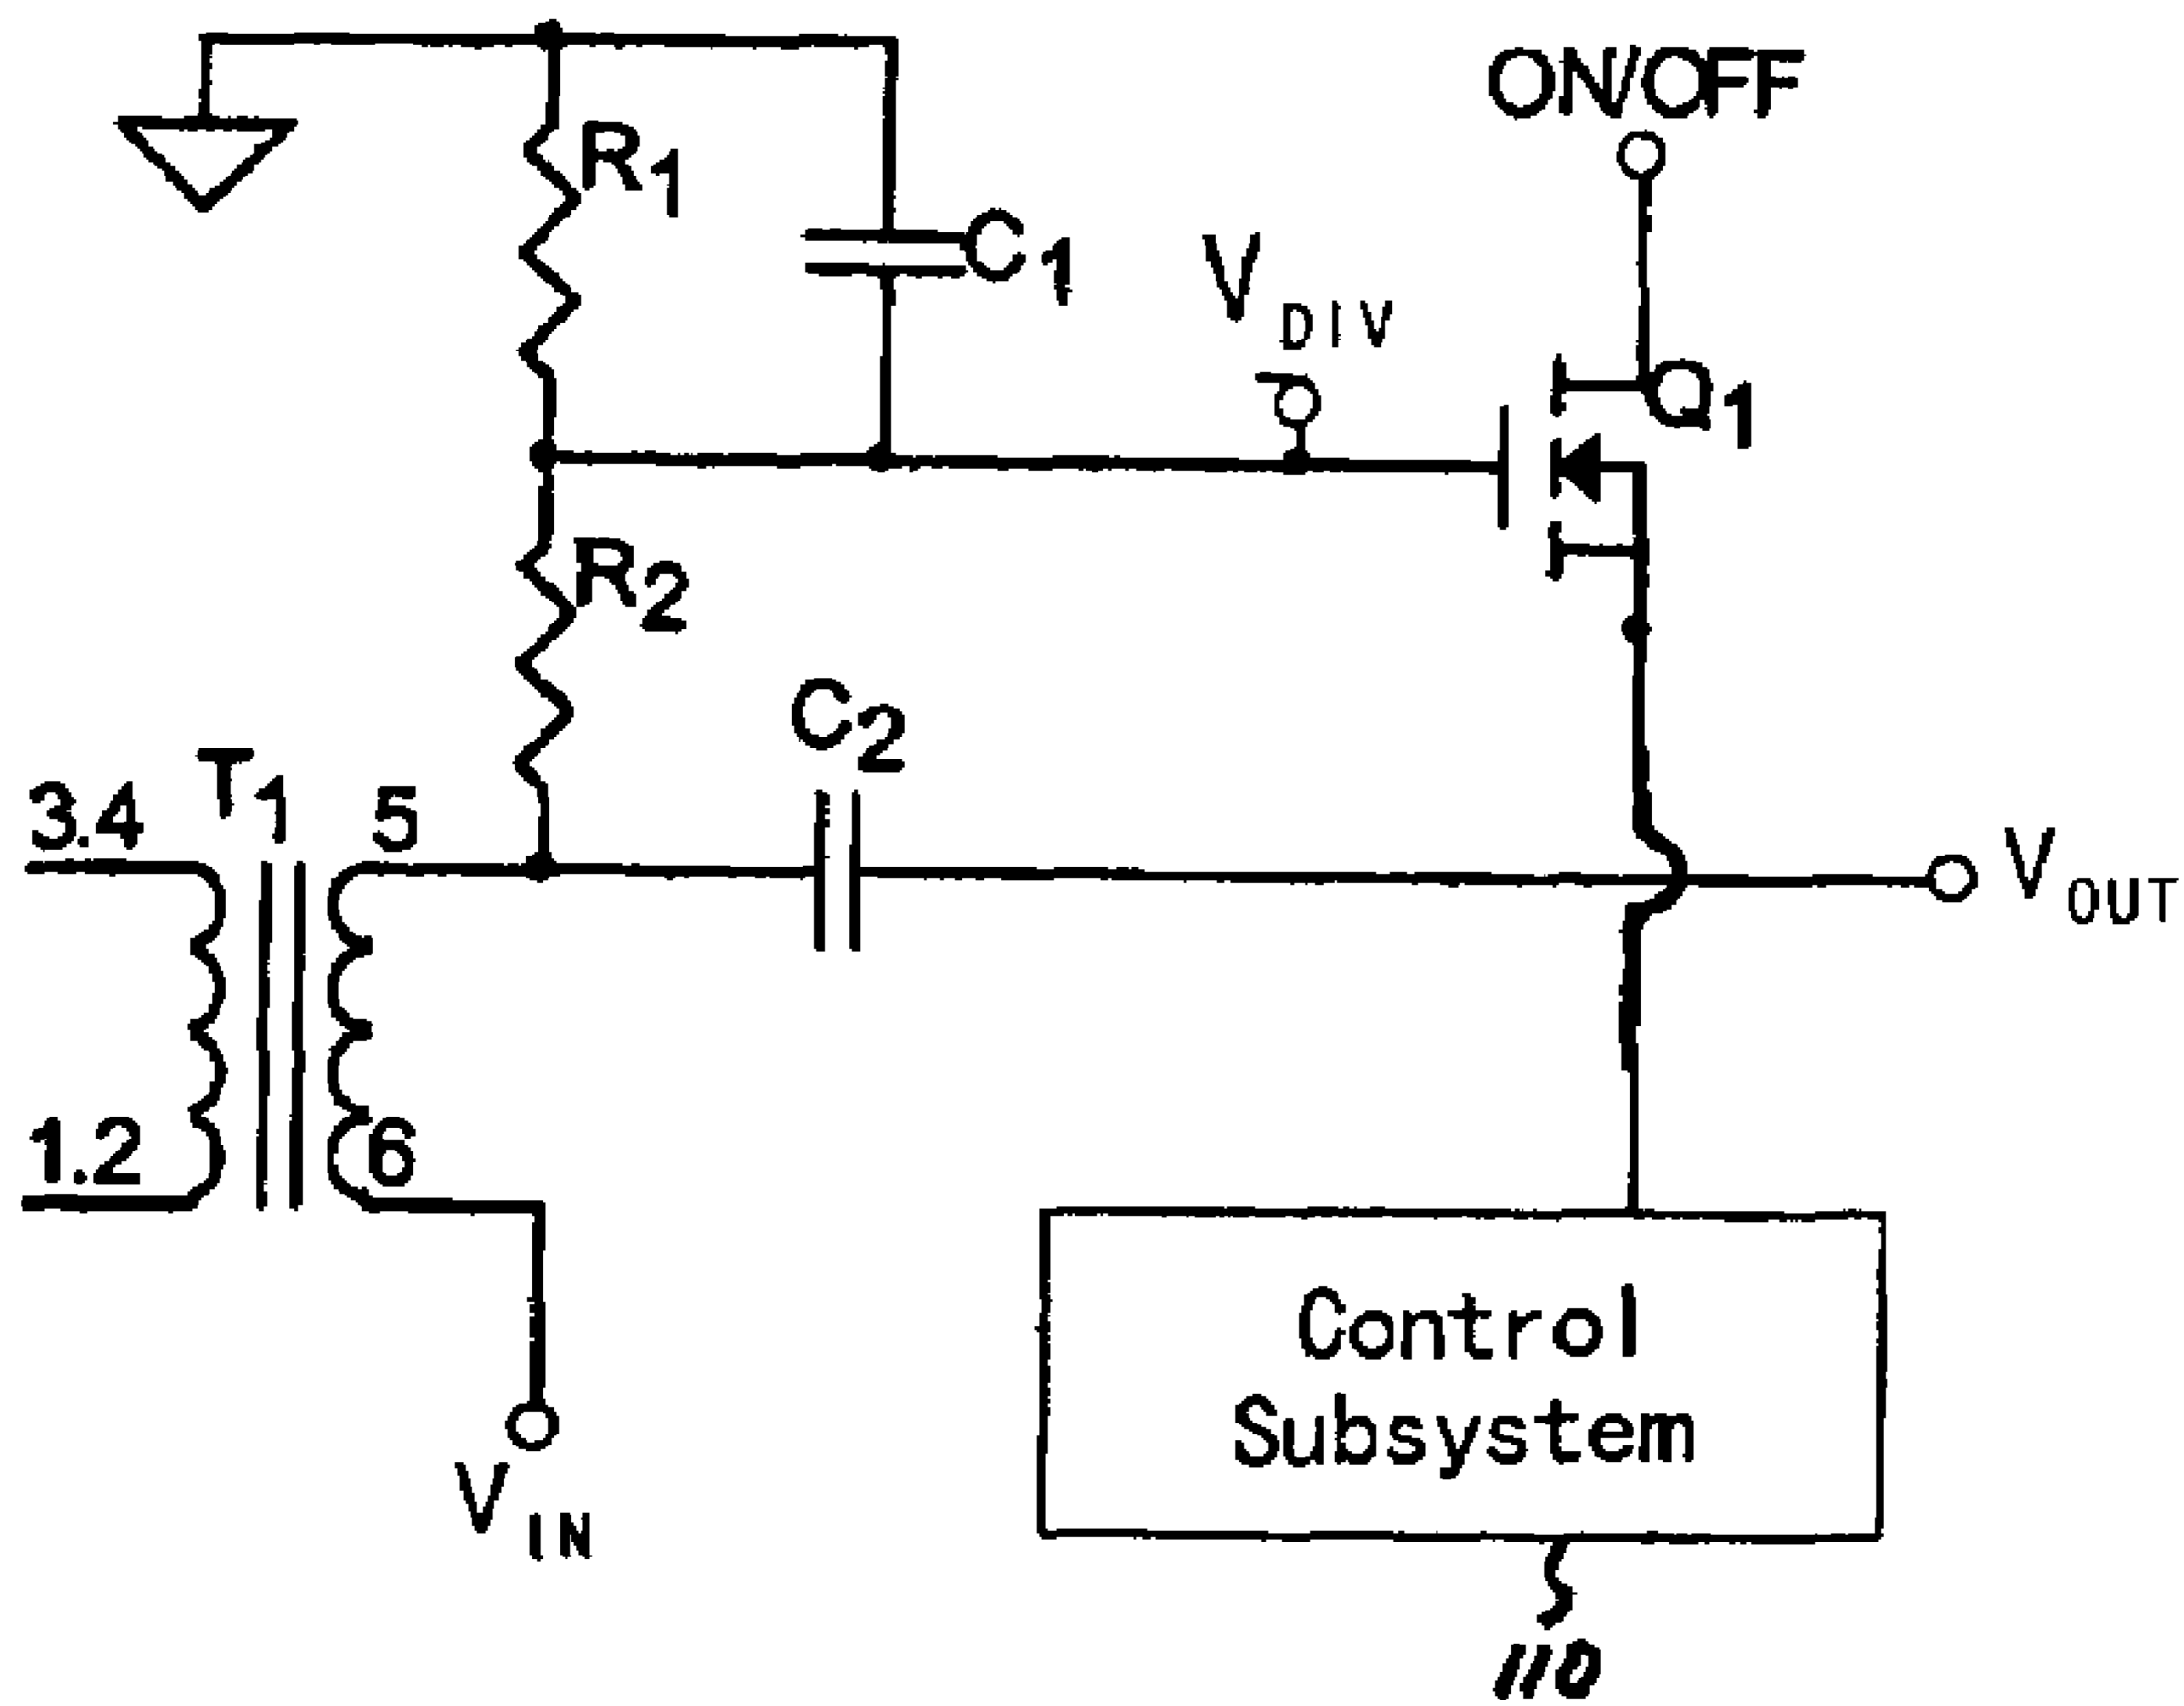 ON/OFF
R1
C1
VDIV
Q1
R2
C2
T1
3.4
5
VOUT
1.2
6
Control
Subsystem
VIN
110